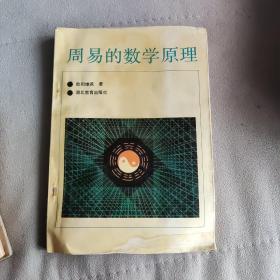 周易的数学原理
欧阳维诚 著
湖北教育出版社